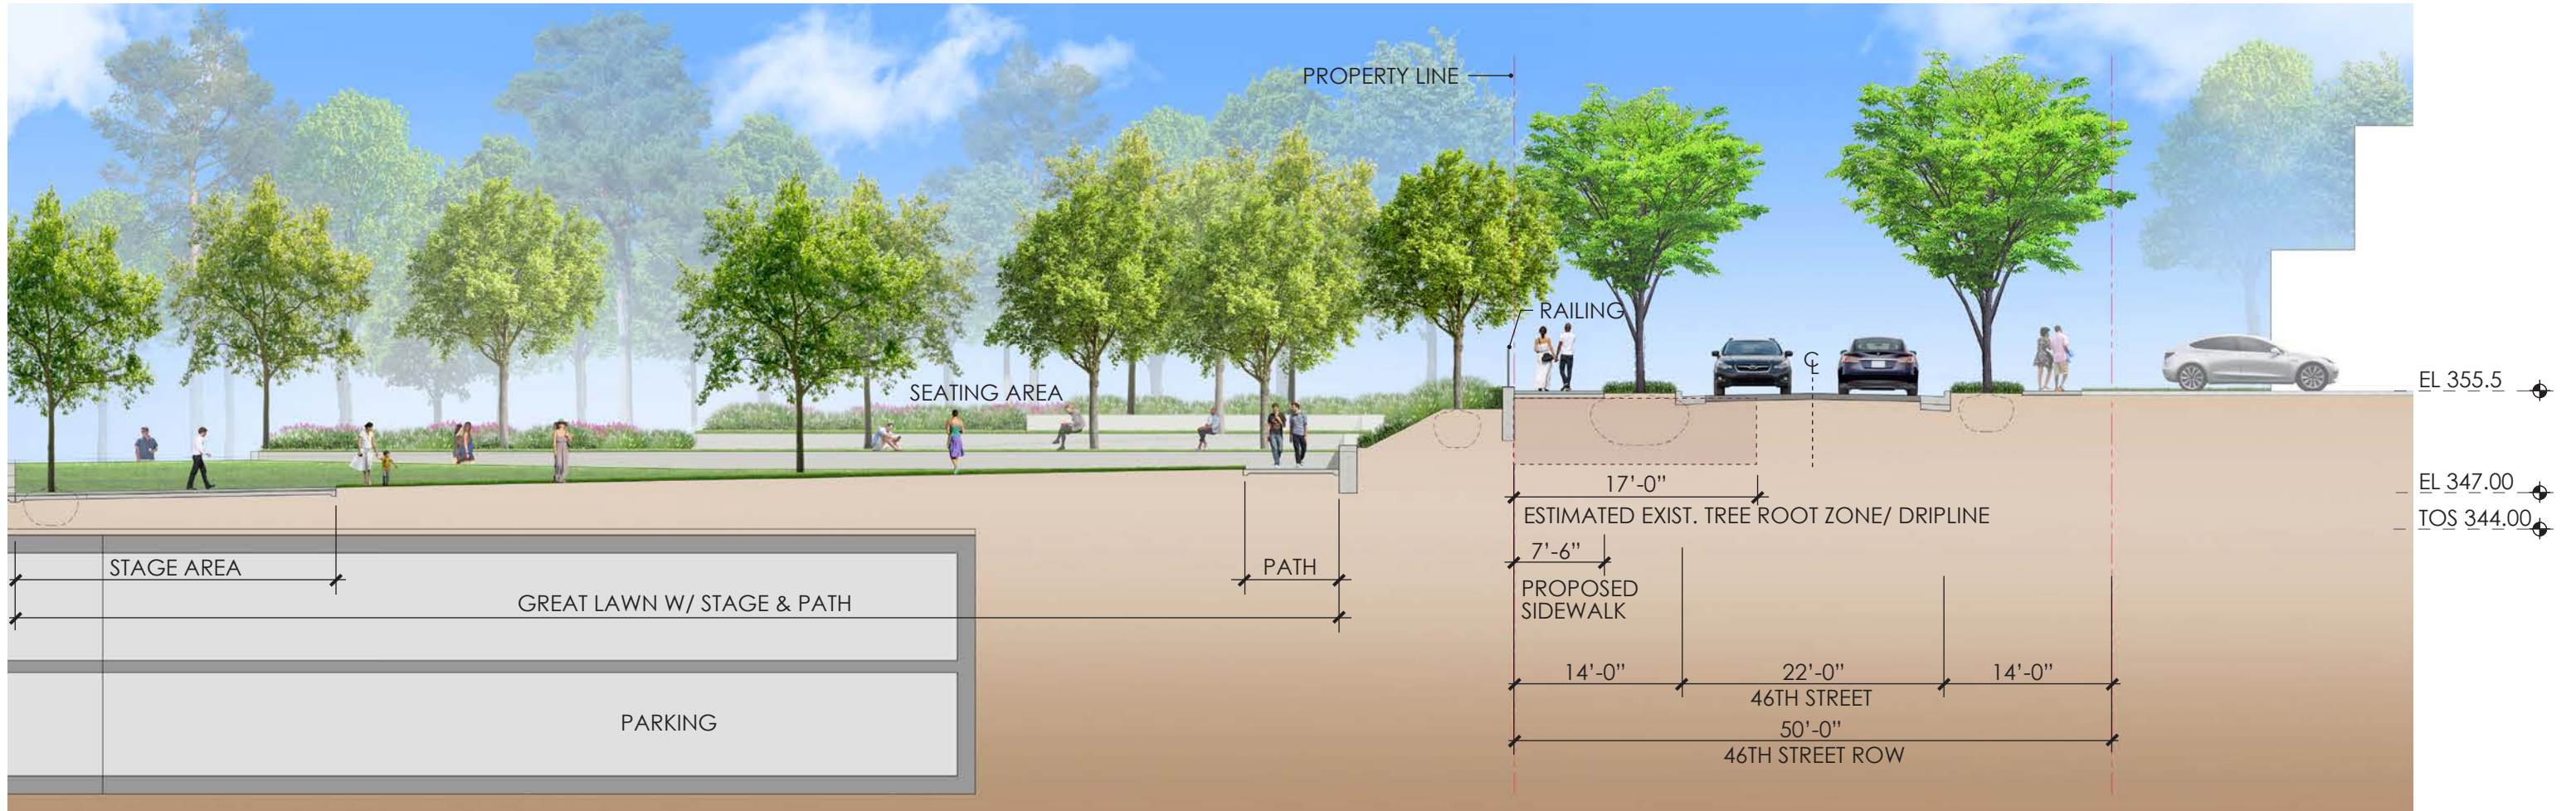 PROPERTY LINE
RAILING
℄
SEATING AREA
EL 355.5
EL 347.00
TOS 344.00
17'-0"
ESTIMATED EXIST. TREE ROOT ZONE/ DRIPLINE
7'-6"
PROPOSED
SIDEWALK
STAGE AREA
PATH
GREAT LAWN W/ STAGE & PATH
14'-0"
22'-0"
14'-0"
46TH STREET
50'-0"
46TH STREET ROW
PARKING